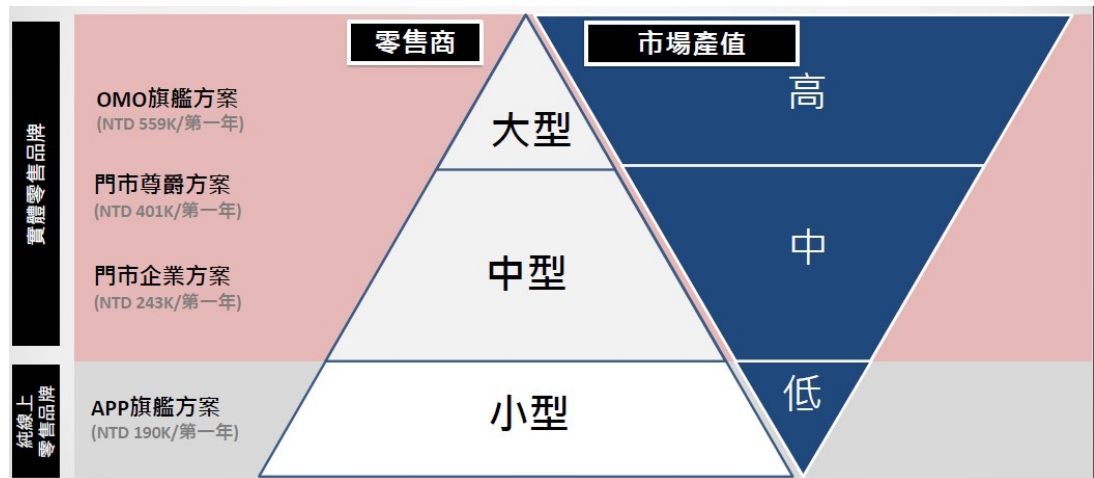 零售商
市場產值
實體零售品牌
OMO旗艦方案
(NTD 559K/第一年)
門市尊爵方案
(NTD 401K/第一年)
門市企業方案
(NTD 243K/第一年)
大型
高
中型
中
純線上
零售品牌
APP旗艦方案
(NTD 190K/第一年)
小型
低